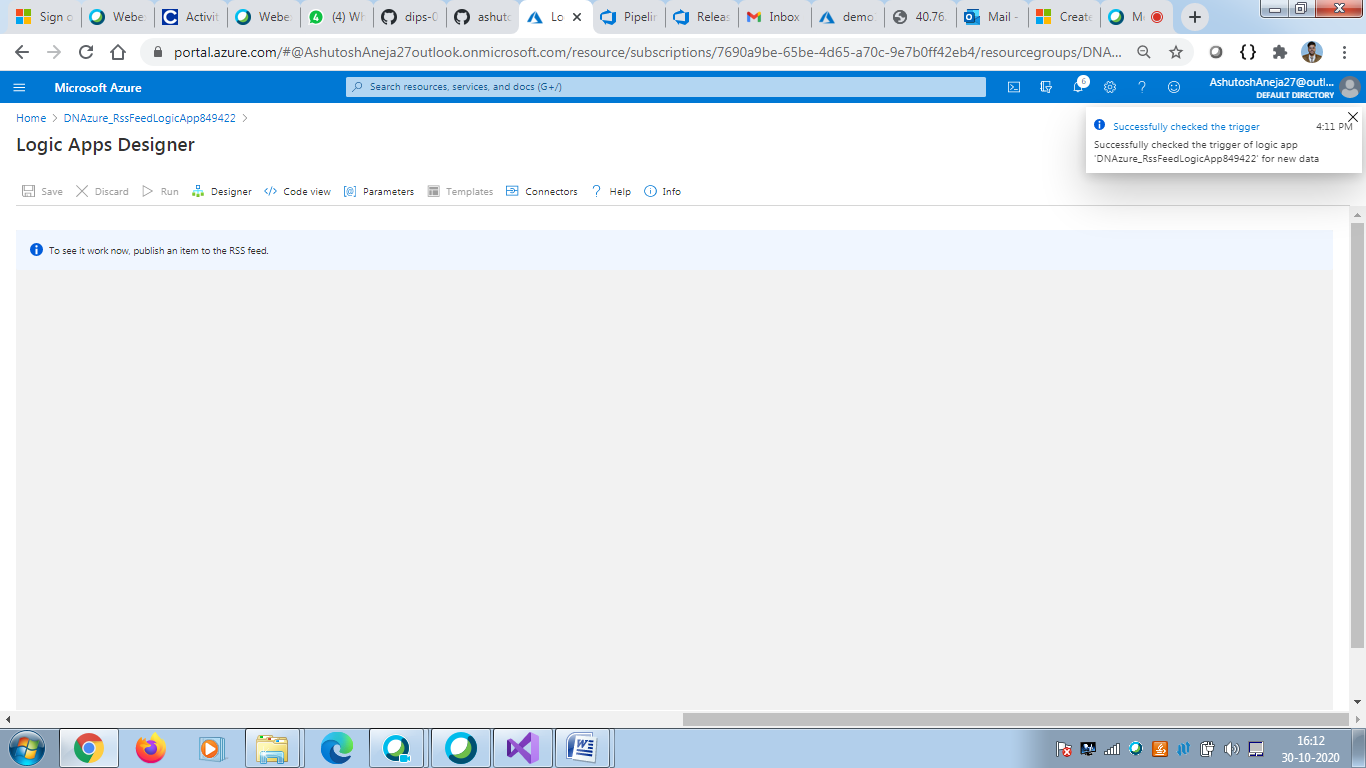 Sign o
Webe
Activit
Webe
(4) Wh
dips-0
ashutc
Lo
Pipelin
Releas
Inbox
demo
40.76.
Mail -
Create
M
portal.azure.com/#@AshutoshAneja27outlook.onmicrosoft.com/resource/subscriptions/7690a9be-65be-4d65-a70c-9e7b0ff42eb4/resourcegroups/DNA...
Microsoft Azure
Search resources, services, and docs (G+/)
6
AshutoshAneja27@outl...
DEFAULT DIRECTORY
Home > DNAzure_RssFeedLogicApp849422 >
Logic Apps Designer
Successfully checked the trigger 4:11 PM
Successfully checked the trigger of logic app
'DNAzure_RssFeedLogicApp849422' for new data
Save Discard Run Designer Code view Parameters Templates Connectors Help Info
To see it work now, publish an item to the RSS feed.
16:12
30-10-2020